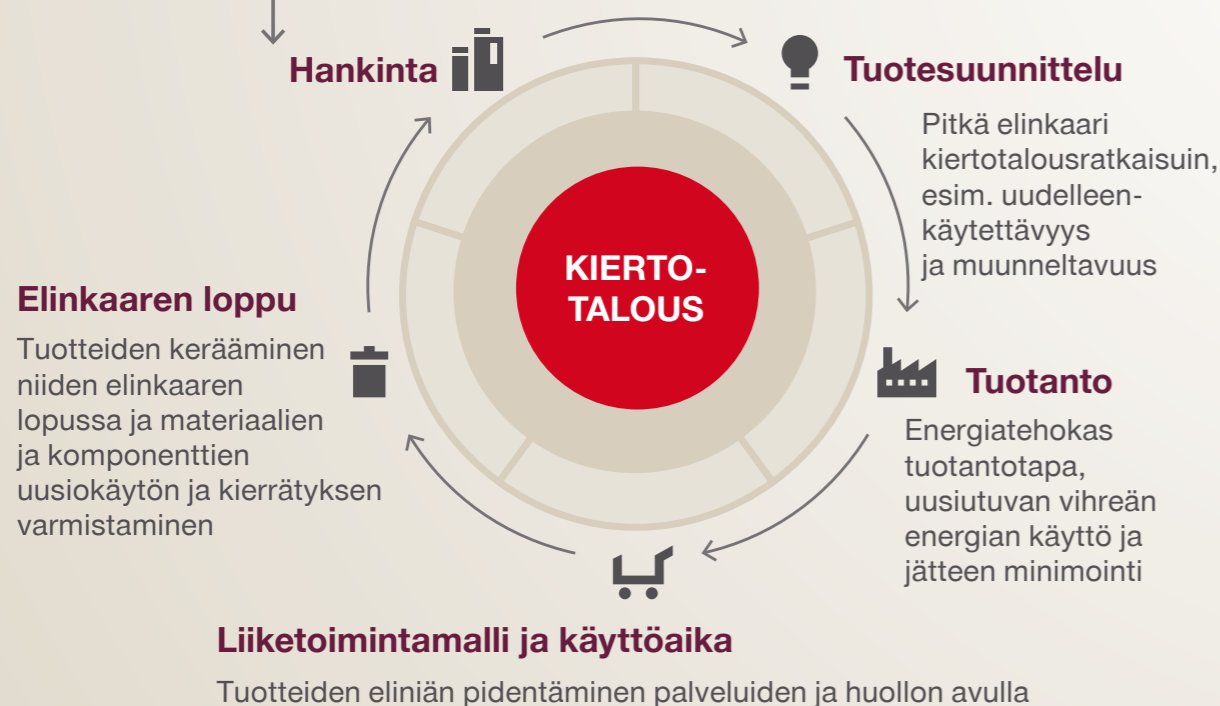 Hankinta
Tuotesuunnittelu
Pitkä elinkaari
kiertotalousratkaisuin,
esim. uudelleen-
käytettävyys
ja muunneltavuus
KIERTO-
TALOUS
Elinkaaren loppu
Tuotteiden kerääminen
niiden elinkaaren
lopussa ja materiaalien
ja komponenttien
uusiokäytön ja kierrätyksen
varmistaminen
Tuotanto
Energiatehokas
tuotantotapa,
uusiutuvan vihreän
energian käyttö ja
jätteen minimointi
Liiketoimintamalli ja käyttöaika
Tuotteiden eliniän pidentäminen palveluiden ja huollon avulla